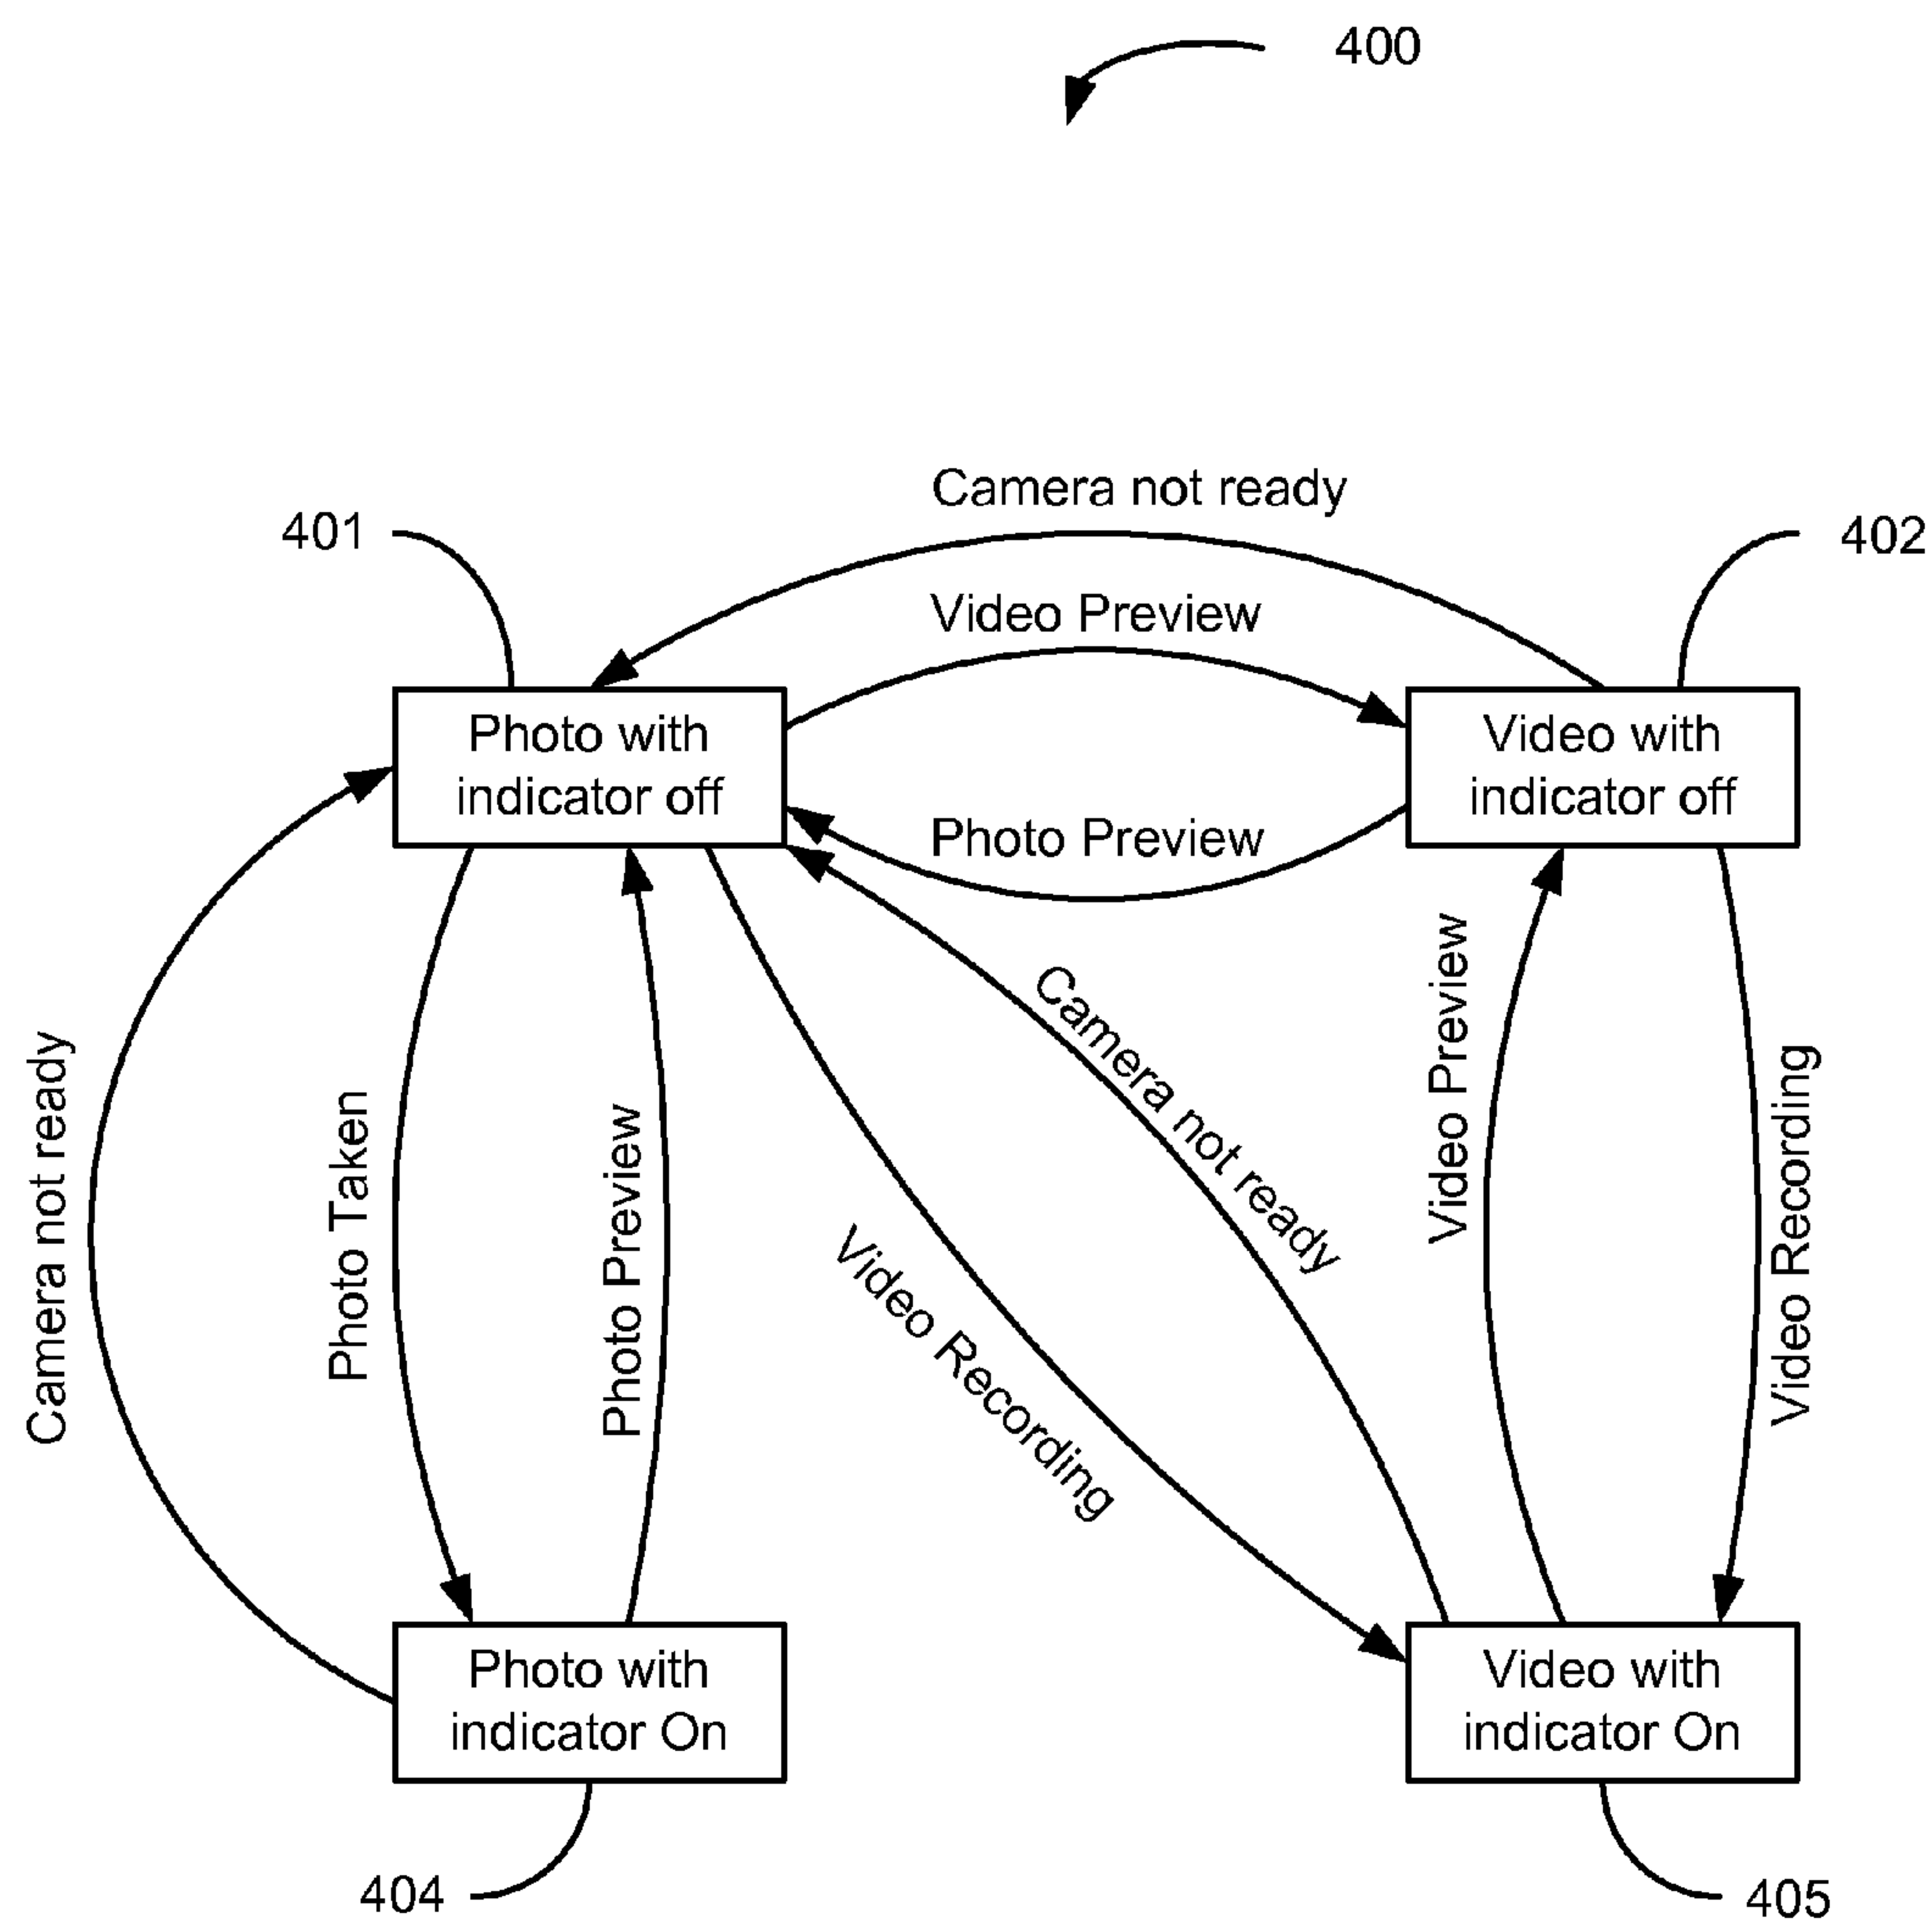 400
Camera not ready
401
402
Video Preview
Photo with
indicator off
Video with
indicator off
Photo Preview
Camera not ready
Photo Taken
Photo Preview
Video Recording
Camera not ready
Video Preview
Video Recording
Photo with
indicator On
Video with
indicator On
404
405